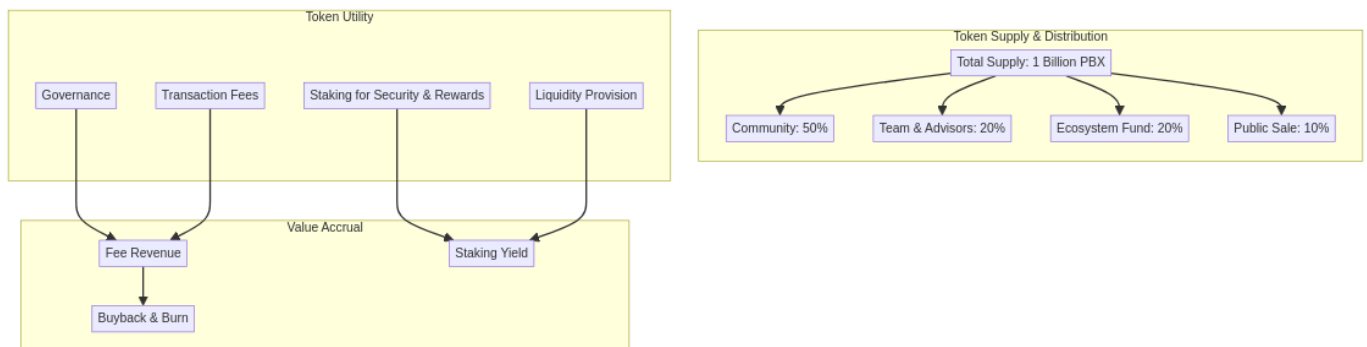 Token Utility
Governance
Transaction Fees
Staking for Security & Rewards
Liquidity Provision
Value Accrual
Fee Revenue
Staking Yield
Buyback & Burn
Token Supply & Distribution
Total Supply: 1 Billion PBX
Community: 50%
Team & Advisors: 20%
Ecosystem Fund: 20%
Public Sale: 10%